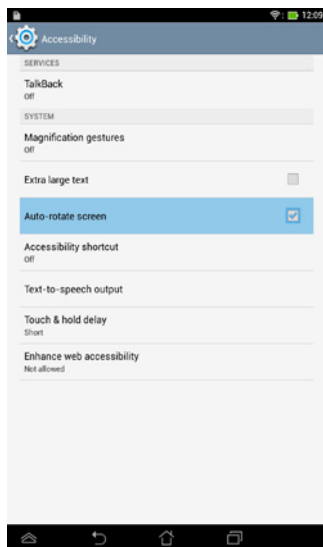 12:09
Accessibility
SERVICES
TalkBack
Off
SYSTEM
Magnification gestures
Off
Extra large text
Auto-rotate screen
Accessibility shortcut
Off
Text-to-speech output
Touch & hold delay
Short
Enhance web accessibility
Not allowed